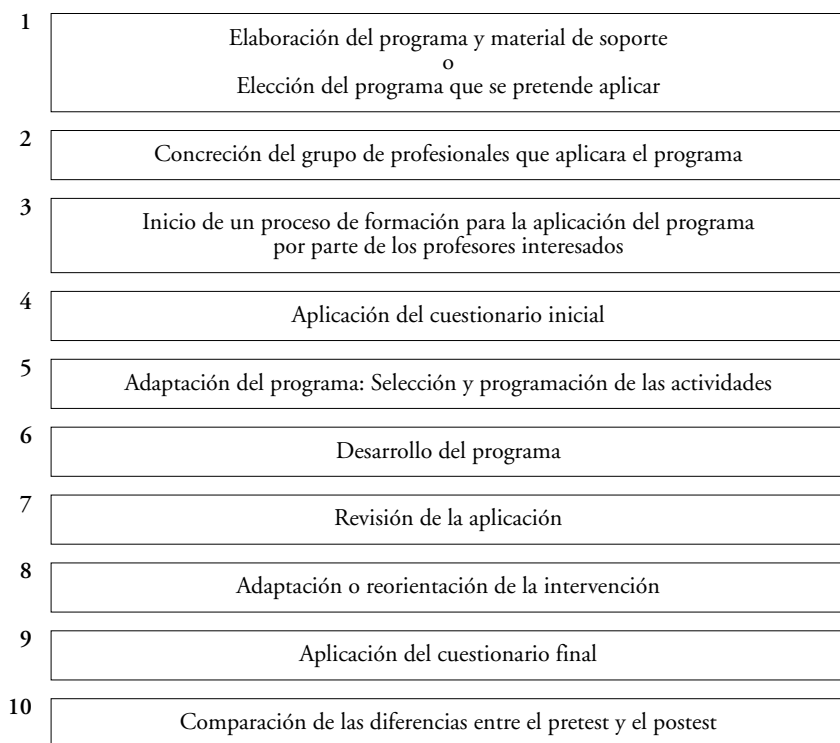 1
Elaboración del programa y material de soporte
o
Elección del programa que se pretende aplicar
2
Concreción del grupo de profesionales que aplicara el programa
3
Inicio de un proceso de formación para la aplicación del programa
por parte de los profesores interesados
4
Aplicación del cuestionario inicial
5
Adaptación del programa: Selección y programación de las actividades
6
Desarrollo del programa
7
Revisión de la aplicación
8
Adaptación o reorientación de la intervención
9
Aplicación del cuestionario final
10
Comparación de las diferencias entre el pretest y el postest